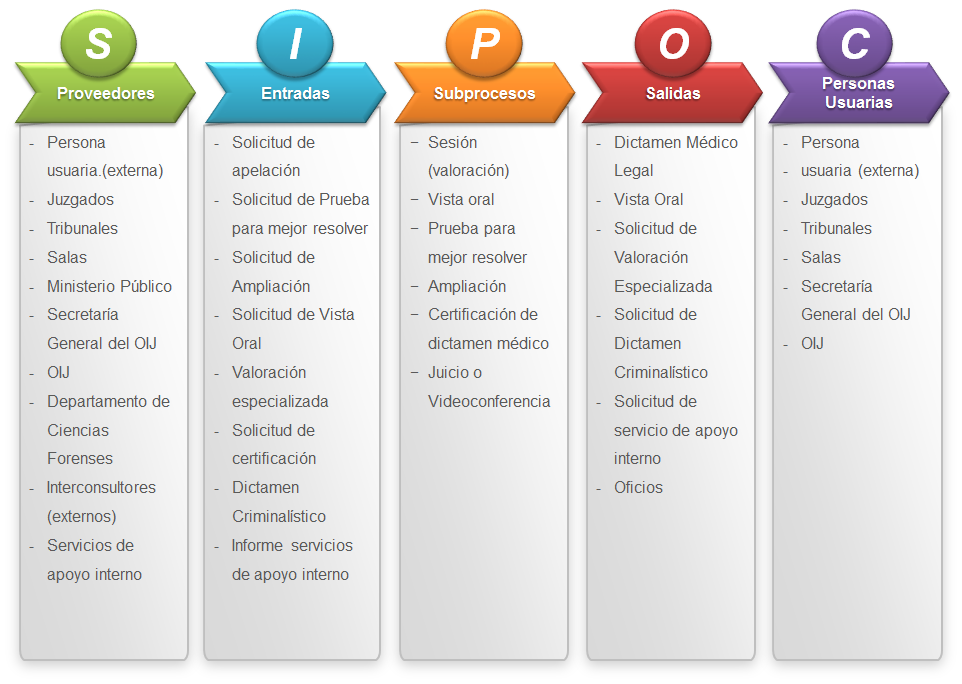 S
Proveedores
- Persona
usuaria.(externa)
- Juzgados
- Tribunales
- Salas
- Ministerio Público
- Secretaría
General del OIJ
- OIJ
- Departamento de
Ciencias
Forenses
- Interconsultores
(externos)
- Servicios de
apoyo interno
I
Entradas
- Solicitud de
apelación
- Solicitud de Prueba
para mejor resolver
- Solicitud de
Ampliación
- Solicitud de Vista
Oral
- Valoración
especializada
- Solicitud de
certificación
- Dictamen
Criminalístico
- Informe servicios
de apoyo interno
P
Subprocesos
− Sesión
(valoración)
− Vista oral
− Prueba para
mejor resolver
− Ampliación
− Certificación de
dictamen médico
− Juicio o
Videoconferencia
O
Salidas
- Dictamen Médico
Legal
- Vista Oral
- Solicitud de
Valoración
Especializada
- Solicitud de
Dictamen
Criminalístico
- Solicitud de
servicio de apoyo
interno
- Oficios
C
Personas
Usuarias
- Persona
- usuaria (externa)
- Juzgados
- Tribunales
- Salas
- Secretaría
General del OIJ
- OIJ